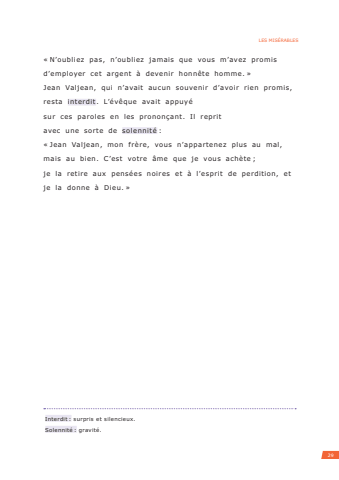 LES MISÉRABLES
« N’oubliez pas, n’oubliez jamais que vous m’avez promis
d’employer cet argent à devenir honnête homme. »
Jean Valjean, qui n’avait aucun souvenir d’avoir rien promis,
resta interdit. L’évêque avait appuyé
sur ces paroles en les prononçant. Il reprit
avec une sorte de solennité :
« Jean Valjean, mon frère, vous n’appartenez plus au mal,
mais au bien. C’est votre âme que je vous achète ;
je la retire aux pensées noires et à l’esprit de perdition, et
je la donne à Dieu. »
Interdit : surpris et silencieux.
Solennité : gravité.